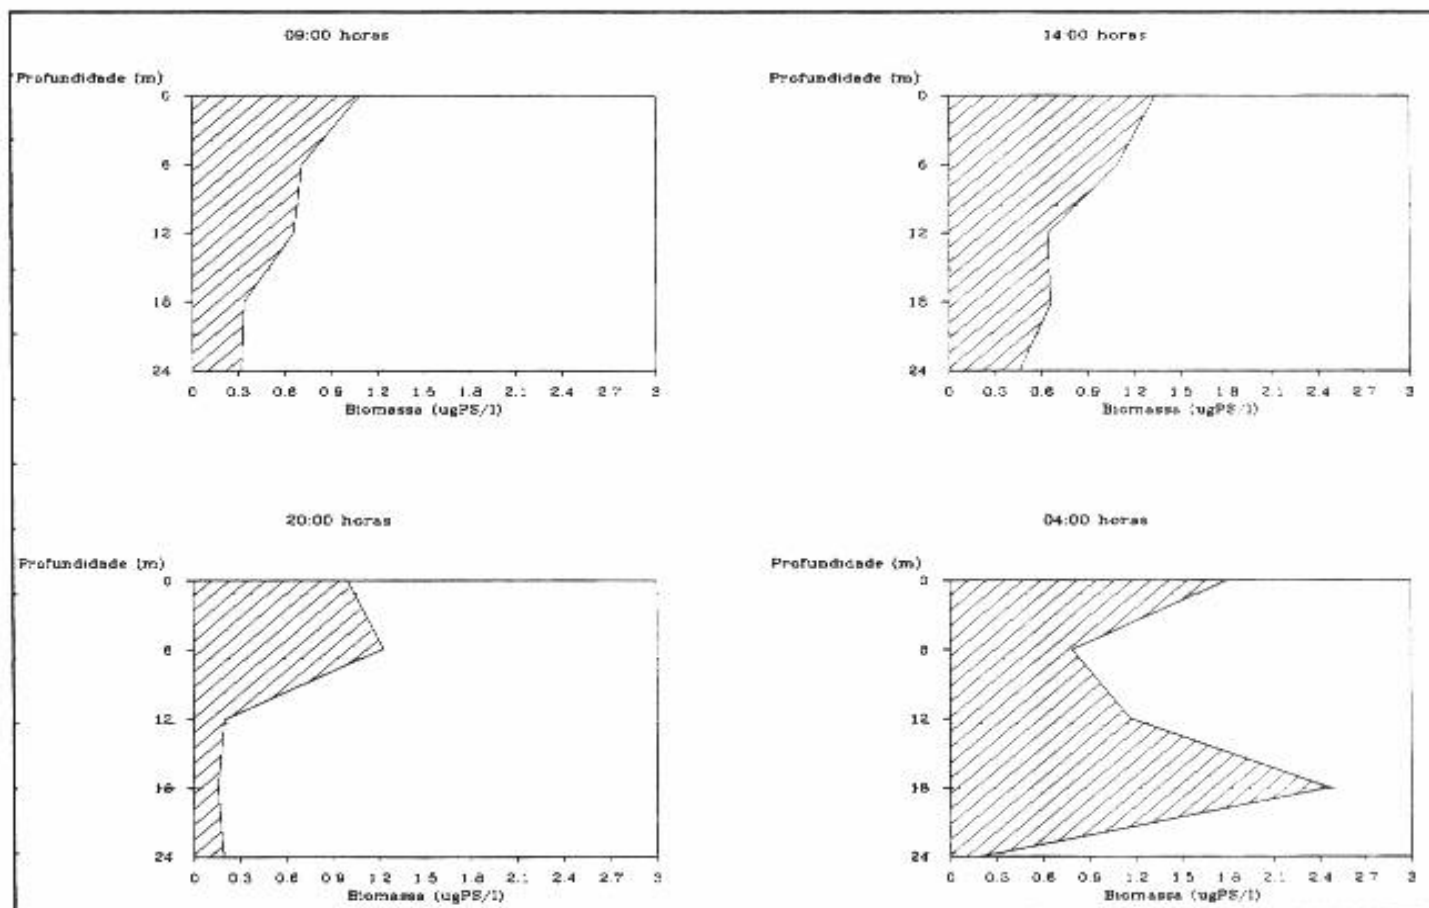 09:00 horas
Profundidade (m)
0
6
12
18
24
0 0.3 0.6 0.9 1.2 1.5 1.8 2.1 2.4 2.7 3
Biomassa (ugPS/l)
14:00 horas
Profundidade (m)
0
6
12
18
24
0 0.3 0.6 0.9 1.2 1.5 1.8 2.1 2.4 2.7 3
Biomassa (ugPS/l)
20:00 horas
Profundidade (m)
0
6
12
18
24
0 0.3 0.6 0.9 1.2 1.5 1.8 2.1 2.4 2.7 3
Biomassa (ugPS/l)
04:00 horas
Profundidade (m)
0
6
12
18
24
0 0.3 0.6 0.9 1.2 1.5 1.8 2.1 2.4 2.7 3
Biomassa (ugPS/l)